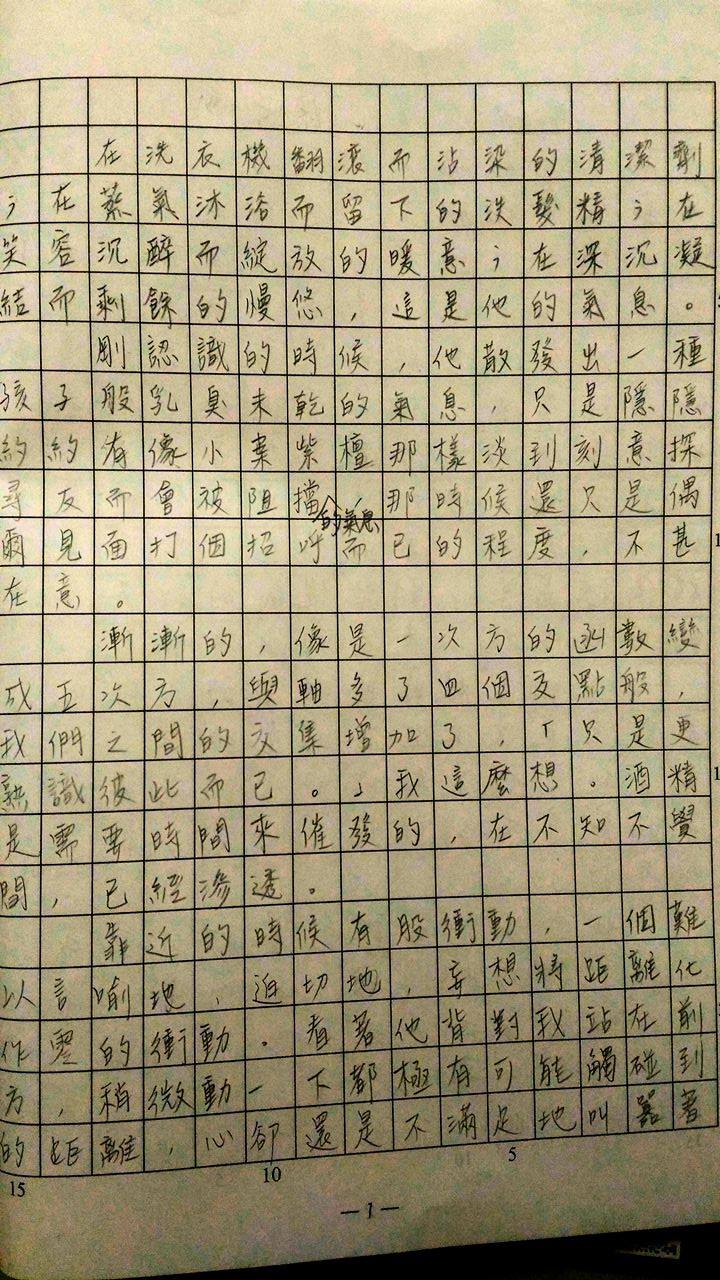 在洗衣機翻滾而沾染的清潔劑
；在蒸氣沐浴而留下的洗髮精；在
笑容沉醉而綻放的暖意；在深沉凝
結而剩餘的慢悠，這是他的氣息。
剛認識的時候，他散發出一種
孩子般乳臭未乾的氣息，只是隱隱
約約有像小葉紫檀那樣淡到刻意探
尋反而會被阻擋的氣息，那時候還只是偶
爾見面打個招呼而已的程度，不甚
在意。
漸漸的，像是一次方的函數變
成五次方，與軸多了四個交點般，
我們之間的交集增加了，「只是更
熟識彼此而已。」我這麼想。酒精
是需要時間來催發的，在不知不覺
間，已經滲透。
靠近的時候有股衝動，一個難
以言喻地，迫切地，妄想將距離化
作零的衝動。看著他背對我站在前
方，稍微動一下都極有可能觸碰到
的距離，心卻還是不滿足地叫囂著
15
10
5
—1—